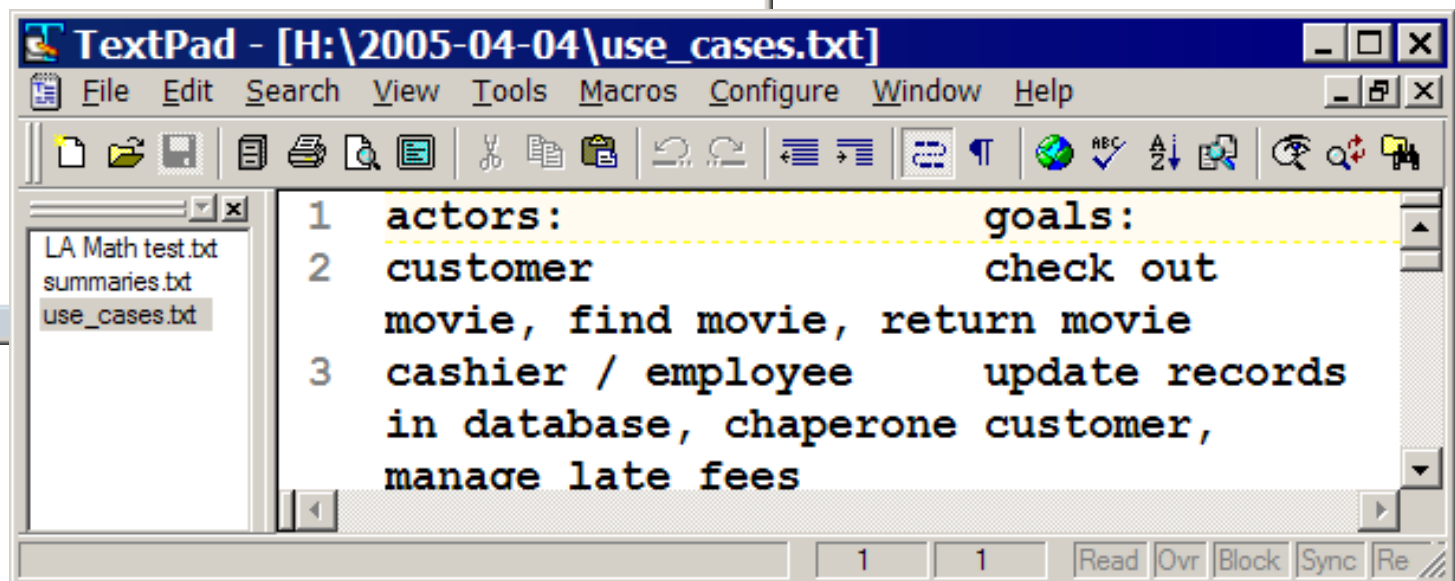 TextPad - [H:\2005-04-04\use_cases.txt]
File Edit Search View Tools Macros Configure Window Help
ABC
A
Z
LA Math test.txt
summaries.txt
use_cases.txt
1 actors: goals:
2 customer check out
movie, find movie, return movie
3 cashier / employee update records
in database, chaperone customer,
manage late fees
1 1 Read Ovr Block Sync Re